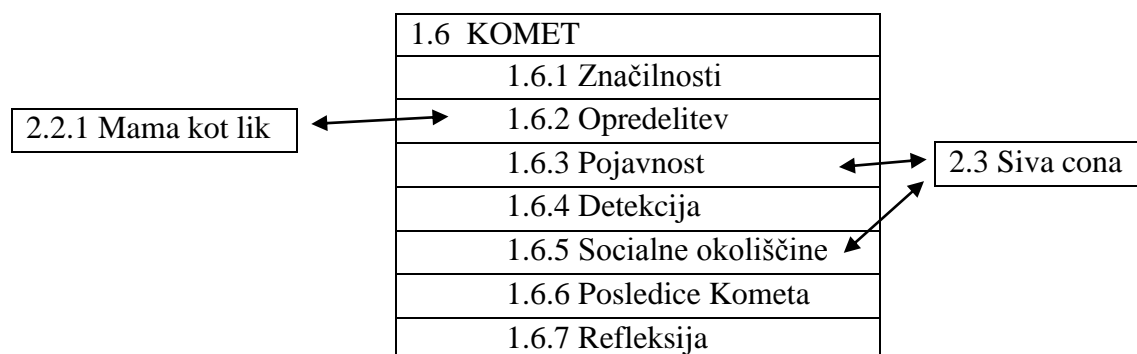 1.6 KOMET
1.6.1 Značilnosti
2.2.1 Mama kot lik
1.6.2 Opredelitev
1.6.3 Pojavnost
2.3 Siva cona
1.6.4 Detekcija
1.6.5 Socialne okoliščine
1.6.6 Posledice Kometa
1.6.7 Refleksija